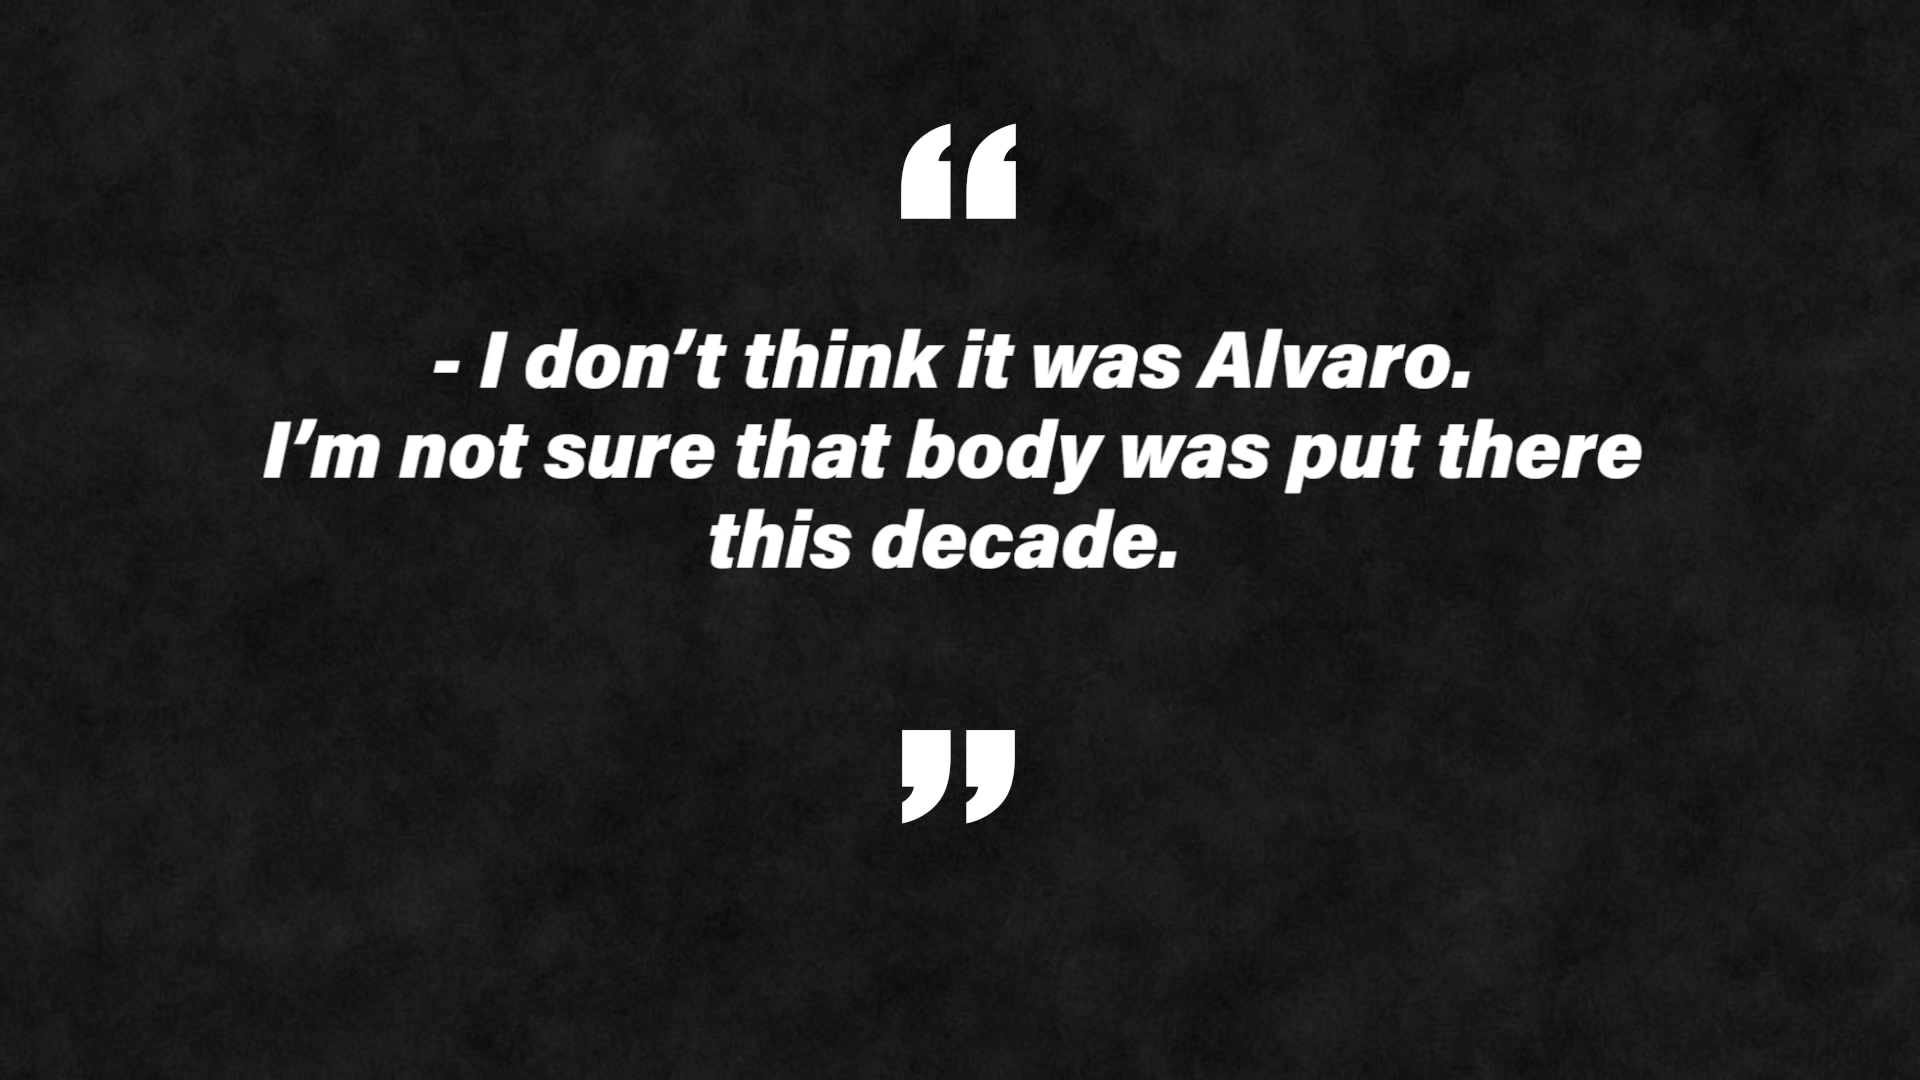 “
- I don’t think it was Alvaro.
I’m not sure that body was put there
this decade.
”